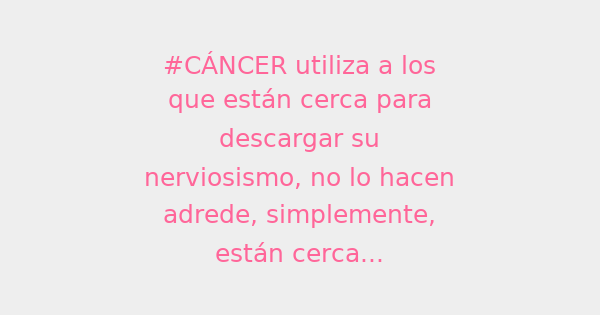 #CÁNCER utiliza a los
que están cerca para
descargar su
nerviosismo, no lo hacen
adrede, simplemente,
están cerca...